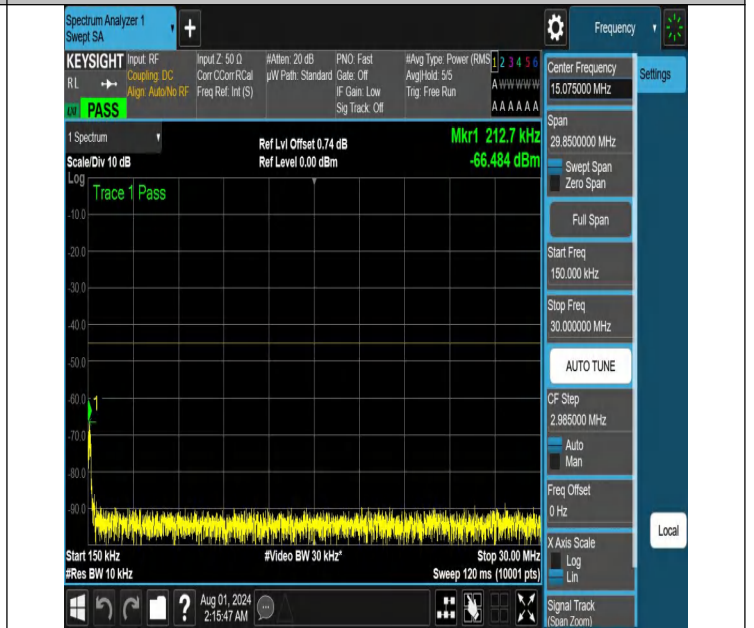 Spectrum Analyzer 1
Swept SA
+
Frequency
KEYSIGHT
RL
PASS
Input: RF
Coupling: DC
Align: Auto/No RF
Input Z: 50 Ω
Corr CCorr RCal
Freq Ref: Int (S)
#Atten: 20 dB
µW Path: Standard
PNO: Fast
Gate: Off
IF Gain: Low
Sig Track: Off
#Avg Type: Power (RMS
Avg|Hold: 5/5
Trig: Free Run
1 2 3 4 5 6
A W W W W W
A A A A A A
1 Spectrum
Scale/Div 10 dB
Ref Lvl Offset 0.74 dB
Ref Level 0.00 dBm
Mkr1 212.7 kHz
-66.484 dBm
Log
Trace 1 Pass
-10.0
-20.0
-30.0
-40.0
-50.0
-60.0
1
-70.0
-80.0
-90.0
Start 150 kHz
#Video BW 30 kHz*
Stop 30.00 MHz
#Res BW 10 kHz
Sweep 120 ms (10001 pts)
Aug 01, 2024
2:15:47 AM
?
Center Frequency
15.075000 MHz
Settings
Span
29.8500000 MHz
Swept Span
Zero Span
Full Span
Start Freq
150.000 kHz
Stop Freq
30.000000 MHz
AUTO TUNE
CF Step
2.985000 MHz
Auto
Man
Freq Offset
0 Hz
X Axis Scale
Log
Lin
Local
Signal Track
(Span Zoom)